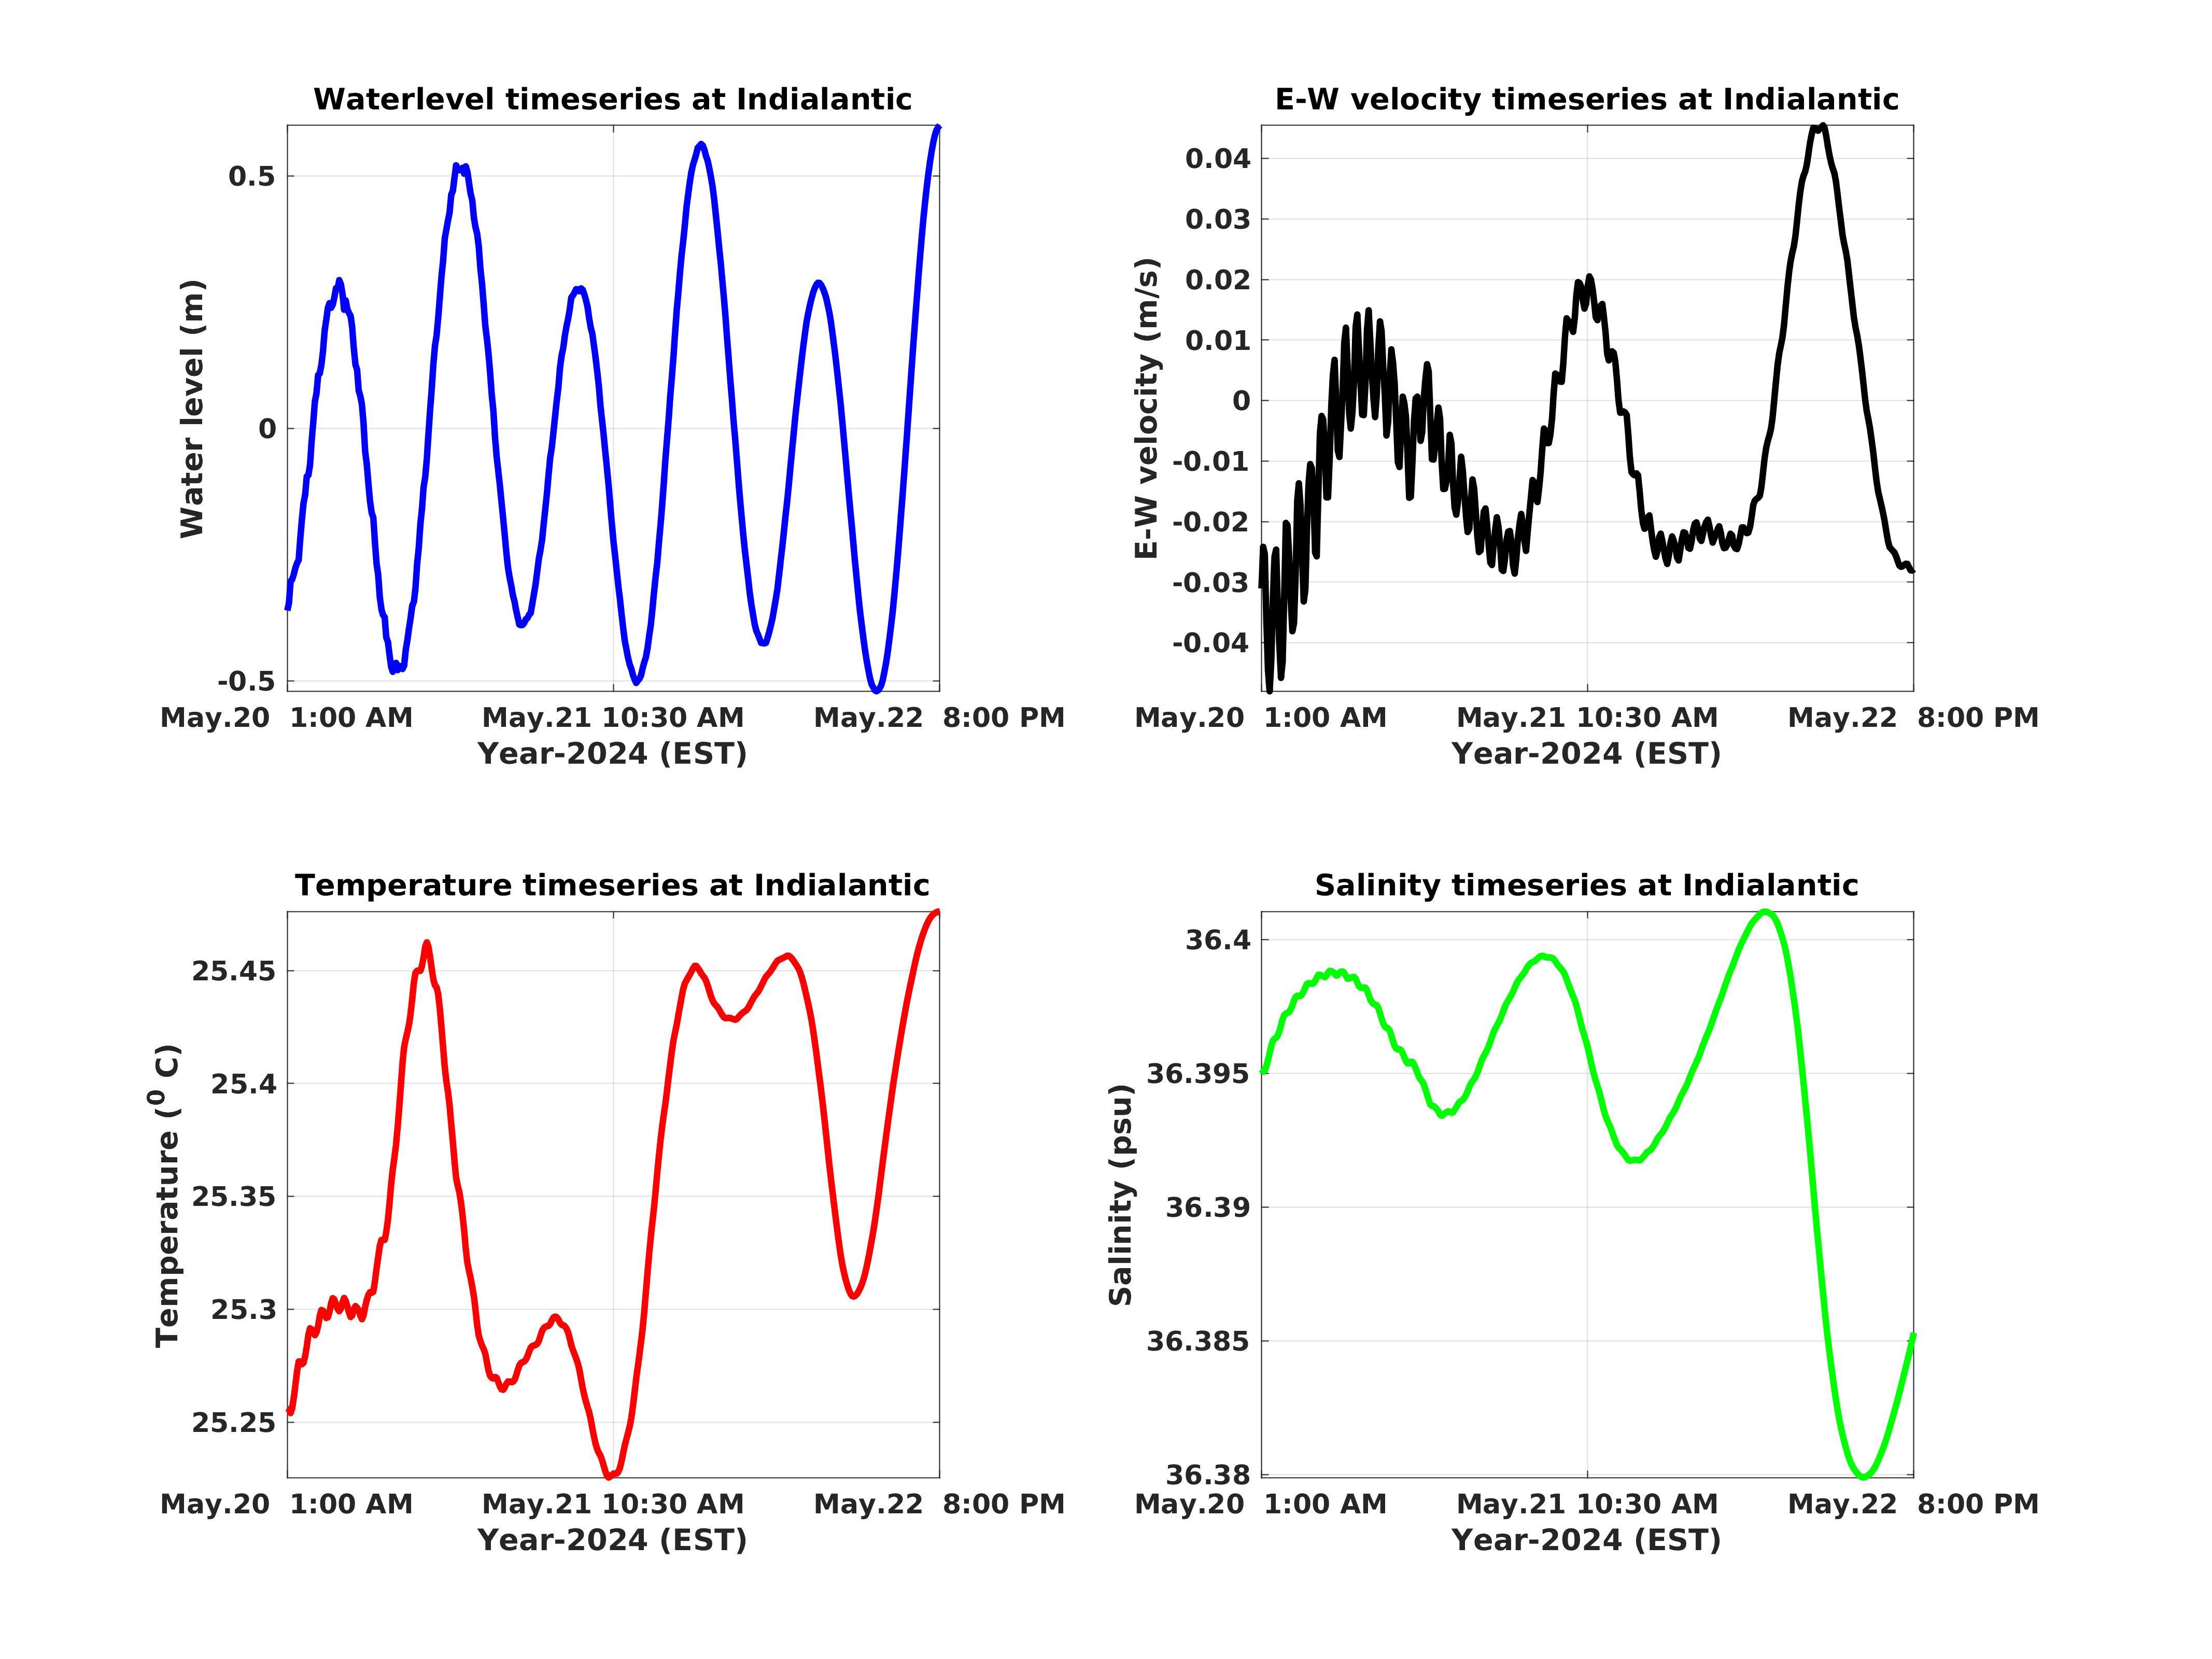 Waterlevel timeseries at Indialantic
0.5
0
-0.5
Water level (m)
May.20 1:00 AM May.21 10:30 AM May.22 8:00 PM
Year-2024 (EST)
E-W velocity timeseries at Indialantic
0.04
0.03
0.02
0.01
0
-0.01
-0.02
-0.03
-0.04
E-W velocity (m/s)
May.20 1:00 AM May.21 10:30 AM May.22 8:00 PM
Year-2024 (EST)
Temperature timeseries at Indialantic
25.45
25.4
25.35
25.3
25.25
Temperature (⁰ C)
May.20 1:00 AM May.21 10:30 AM May.22 8:00 PM
Year-2024 (EST)
Salinity timeseries at Indialantic
36.4
36.395
36.39
36.385
36.38
Salinity (psu)
May.20 1:00 AM May.21 10:30 AM May.22 8:00 PM
Year-2024 (EST)